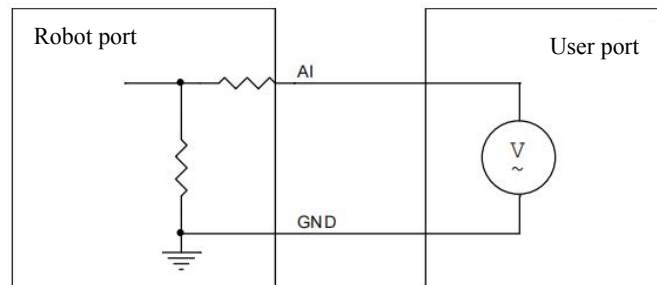 Robot port
User port
AI
V
~
GND